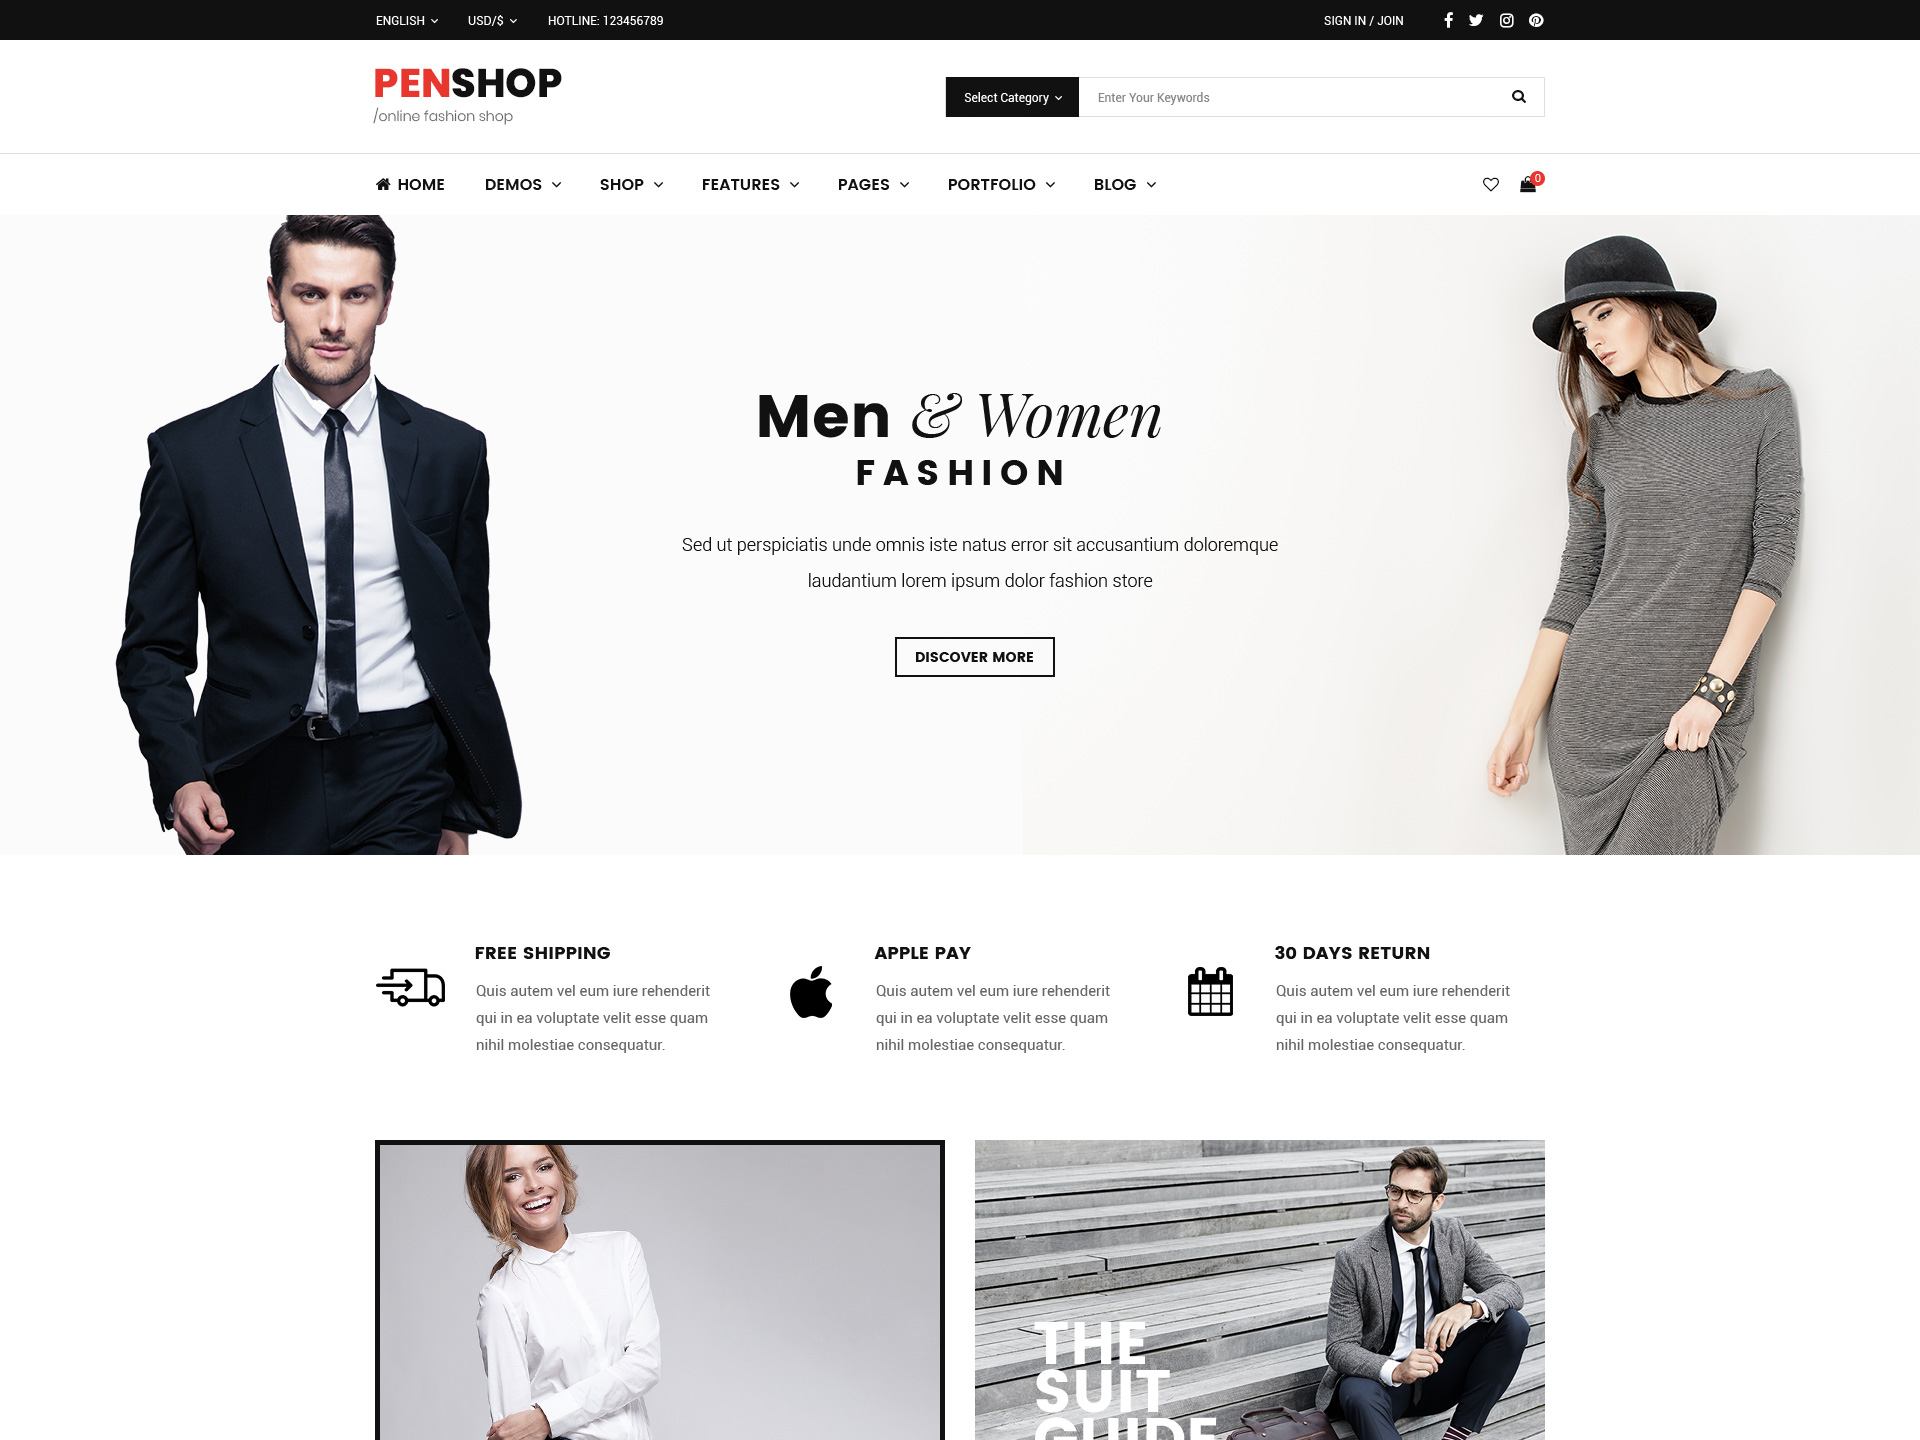 ENGLISH USD/$ HOTLINE: 123456789 SIGN IN / JOIN
PENSHOP
/online fashion shop
Select Category Enter Your Keywords
HOME DEMOS SHOP FEATURES PAGES PORTFOLIO BLOG 0
Men & Women
FASHION
Sed ut perspiciatis unde omnis iste natus error sit accusantium doloremque
laudantium lorem ipsum dolor fashion store
DISCOVER MORE
FREE SHIPPING
Quis autem vel eum iure rehenderit
qui in ea voluptate velit esse quam
nihil molestiae consequatur.
APPLE PAY
Quis autem vel eum iure rehenderit
qui in ea voluptate velit esse quam
nihil molestiae consequatur.
30 DAYS RETURN
Quis autem vel eum iure rehenderit
qui in ea voluptate velit esse quam
nihil molestiae consequatur.
THE
SUIT
GUIDE